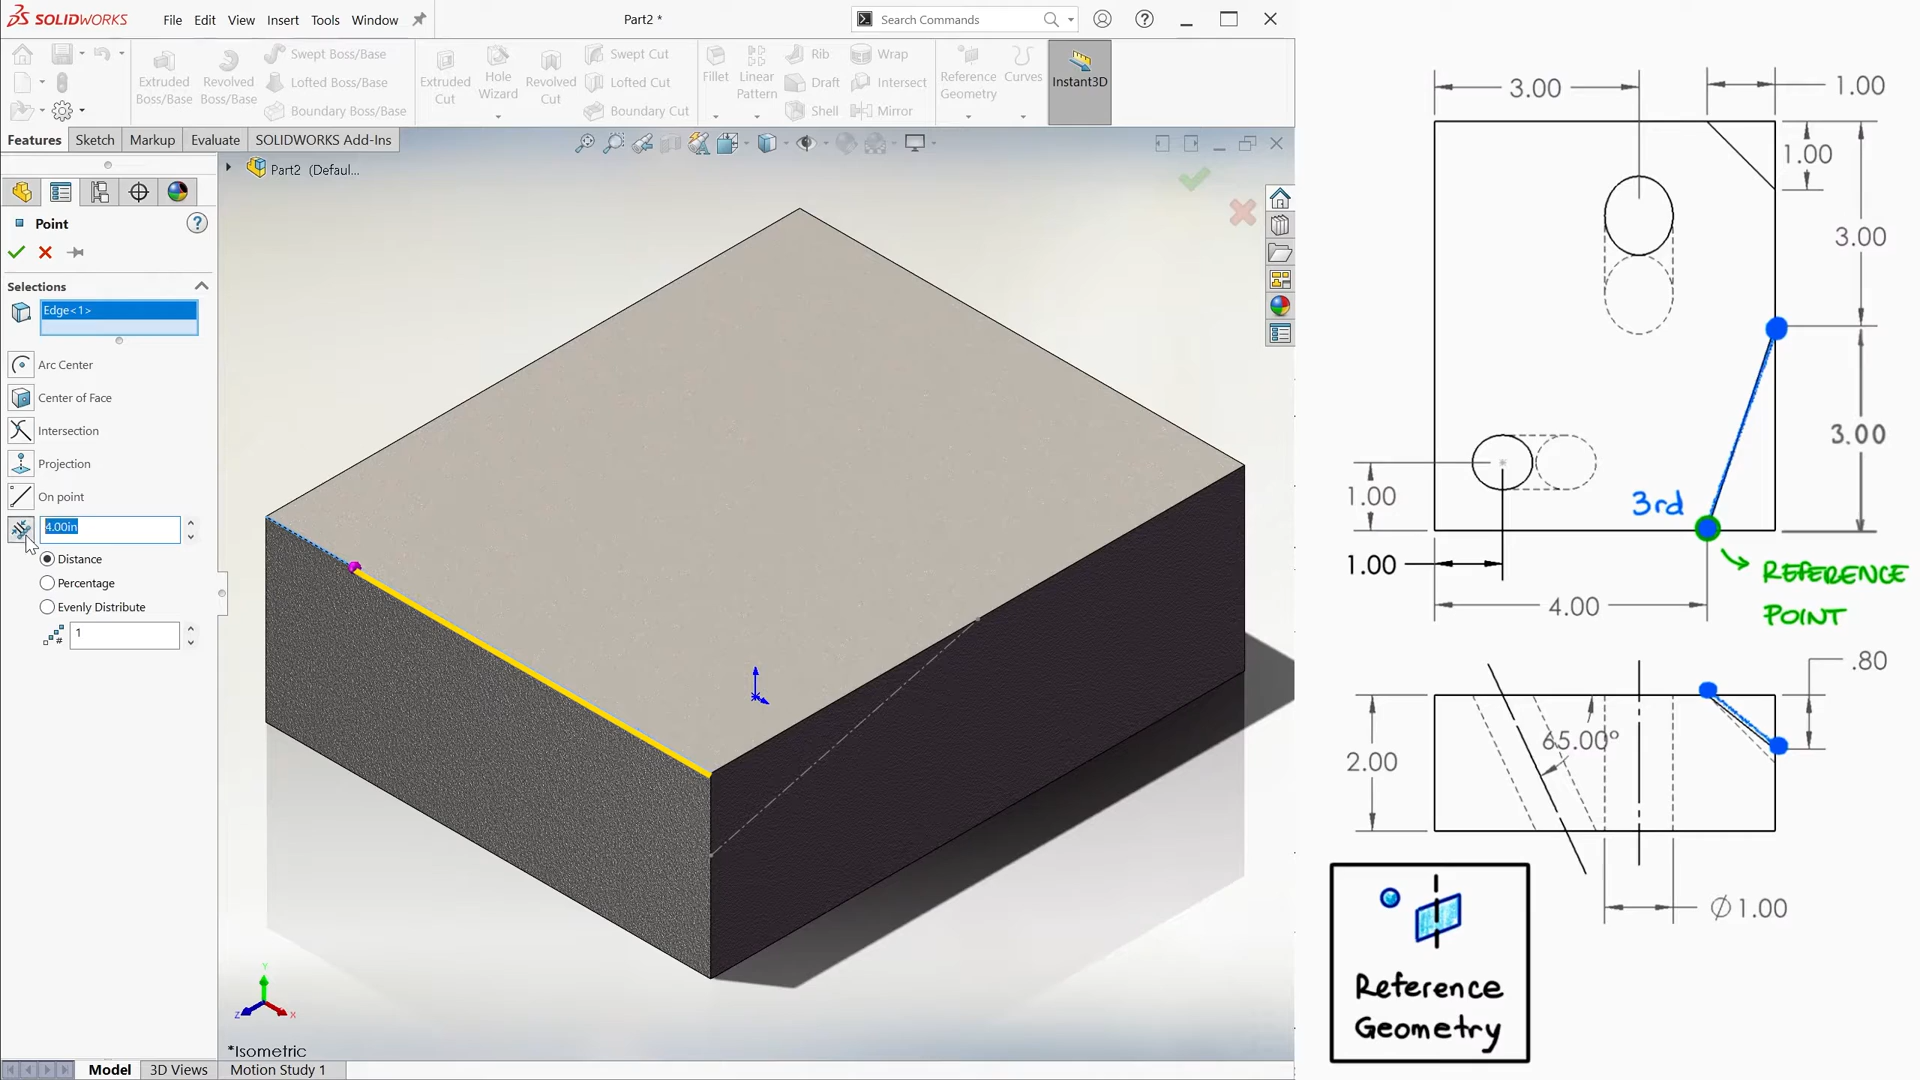 SOLIDWORKS File Edit View Insert Tools Window Part2 * Search Commands
Extruded Boss/Base
Revolved Boss/Base
Swept Boss/Base
Lofted Boss/Base
Boundary Boss/Base
Extruded Cut
Hole Wizard
Revolved Cut
Swept Cut
Lofted Cut
Boundary Cut
Fillet
Linear Pattern
Rib
Draft
Shell
Wrap
Intersect
Mirror
Reference Geometry
Curves
Instant3D
Features Sketch Markup Evaluate SOLIDWORKS Add-Ins
Part2 (Defaul...
Point
Selections
Edge<1>
Arc Center
Center of Face
Intersection
Projection
On point
4.00in
Distance
Percentage
Evenly Distribute
1
Y
Z
X
*Isometric
Model 3D Views Motion Study 1
3.00
1.00
1.00
3.00
3.00
1.00
3rd
1.00
REFERENCE
POINT
4.00
.80
65.00°
2.00
∅1.00
Reference
Geometry